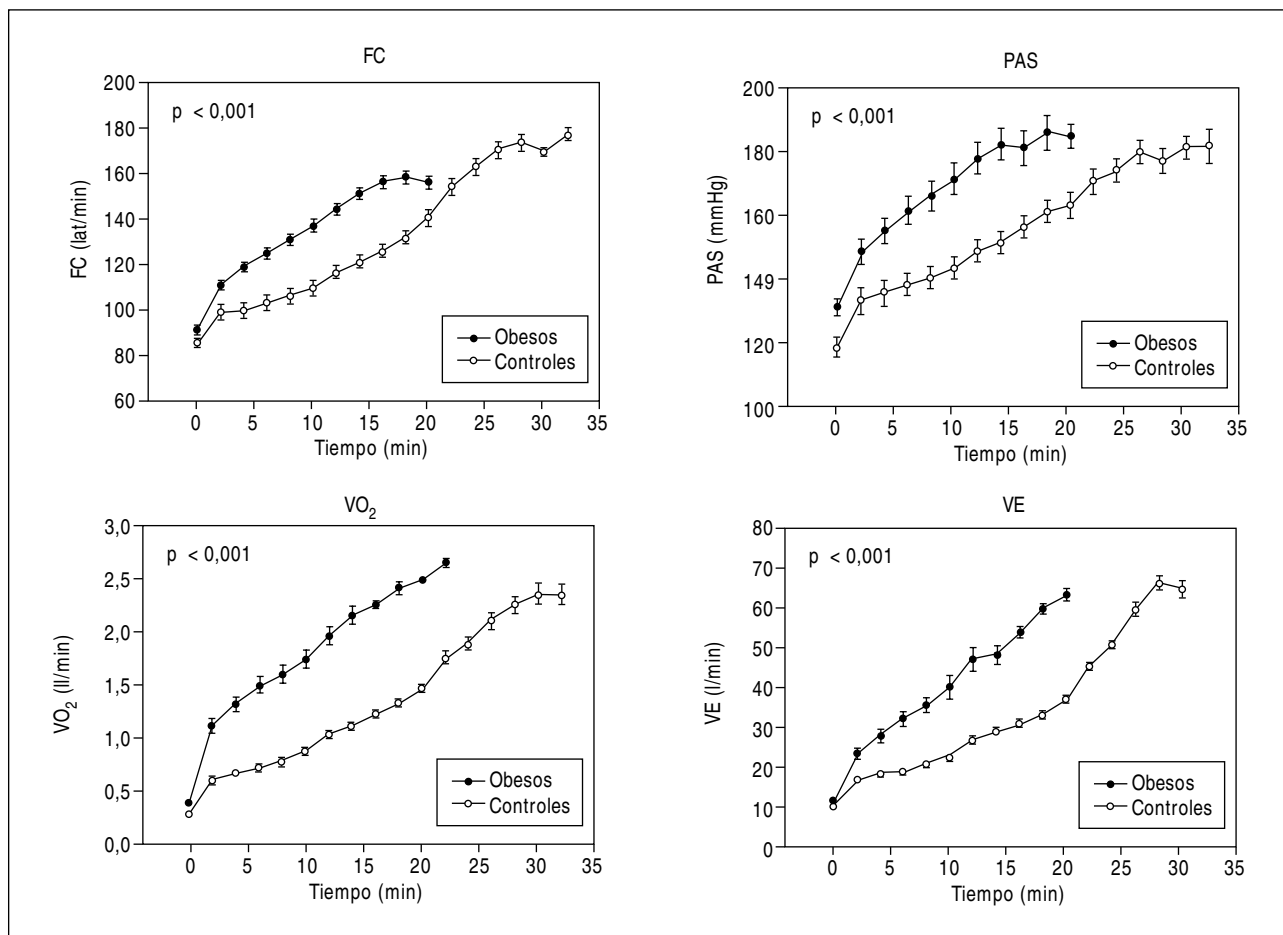 FC
p < 0,001
FC (lat/min)
200
180
160
140
120
100
80
60
0 5 10 15 20 25 30 35
Tiempo (min)
Obesos
Controles
PAS
p < 0,001
PAS (mmHg)
200
180
160
149
120
100
0 5 10 15 20 25 30 35
Tiempo (min)
Obesos
Controles
VO₂
p < 0,001
VO₂ (ll/min)
3,0
2,5
2,0
1,5
1,0
0,5
0,0
0 5 10 15 20 25 30 35
Tiempo (min)
Obesos
Controles
VE
p < 0,001
VE (l/min)
80
70
60
50
40
30
20
10
0
0 5 10 15 20 25 30 35
Tiempo (min)
Obesos
Controles